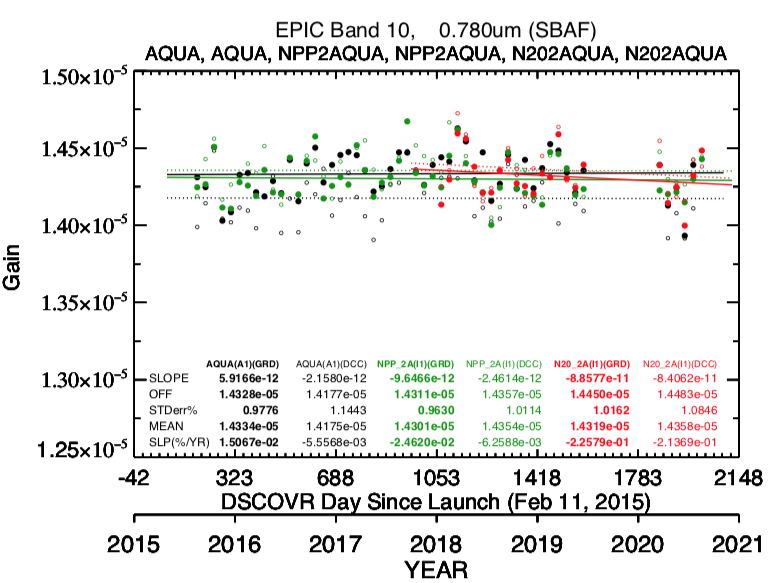 EPIC Band 10, 0.780um (SBAF)
AQUA, AQUA, NPP2AQUA, NPP2AQUA, N202AQUA, N202AQUA
1.50×10⁻⁵
1.45×10⁻⁵
1.40×10⁻⁵
1.35×10⁻⁵
1.30×10⁻⁵
1.25×10⁻⁵
Gain
AQUA(A1)(GRD) AQUA(A1)(DCC) NPP_2A(I1)(GRD) NPP_2A(I1)(DCC) N20_2A(I1)(GRD) N20_2A(I1)(DCC)
SLOPE 5.9166e-12 -2.1580e-12 -9.6466e-12 -2.4614e-12 -8.8577e-11 -8.4062e-11
OFF 1.4328e-05 1.4177e-05 1.4311e-05 1.4357e-05 1.4450e-05 1.4483e-05
STDerr% 0.9776 1.1443 0.9630 1.0114 1.0162 1.0846
MEAN 1.4334e-05 1.4175e-05 1.4301e-05 1.4354e-05 1.4319e-05 1.4358e-05
SLP(%/YR) 1.5067e-02 -5.5568e-03 -2.4620e-02 -6.2588e-03 -2.2579e-01 -2.1369e-01
-42 323 688 1053 1418 1783 2148
DSCOVR Day Since Launch (Feb 11, 2015)
2015 2016 2017 2018 2019 2020 2021
YEAR